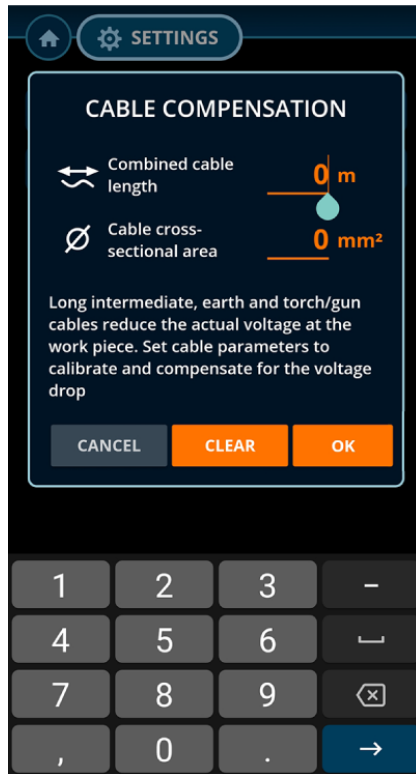 SETTINGS
CABLE COMPENSATION
Combined cable
length
0 m
Cable cross-
sectional area
0 mm²
Long intermediate, earth and torch/gun
cables reduce the actual voltage at the
work piece. Set cable parameters to
calibrate and compensate for the voltage
drop
CANCEL CLEAR OK
1 2 3 -
4 5 6
7 8 9
, 0 .